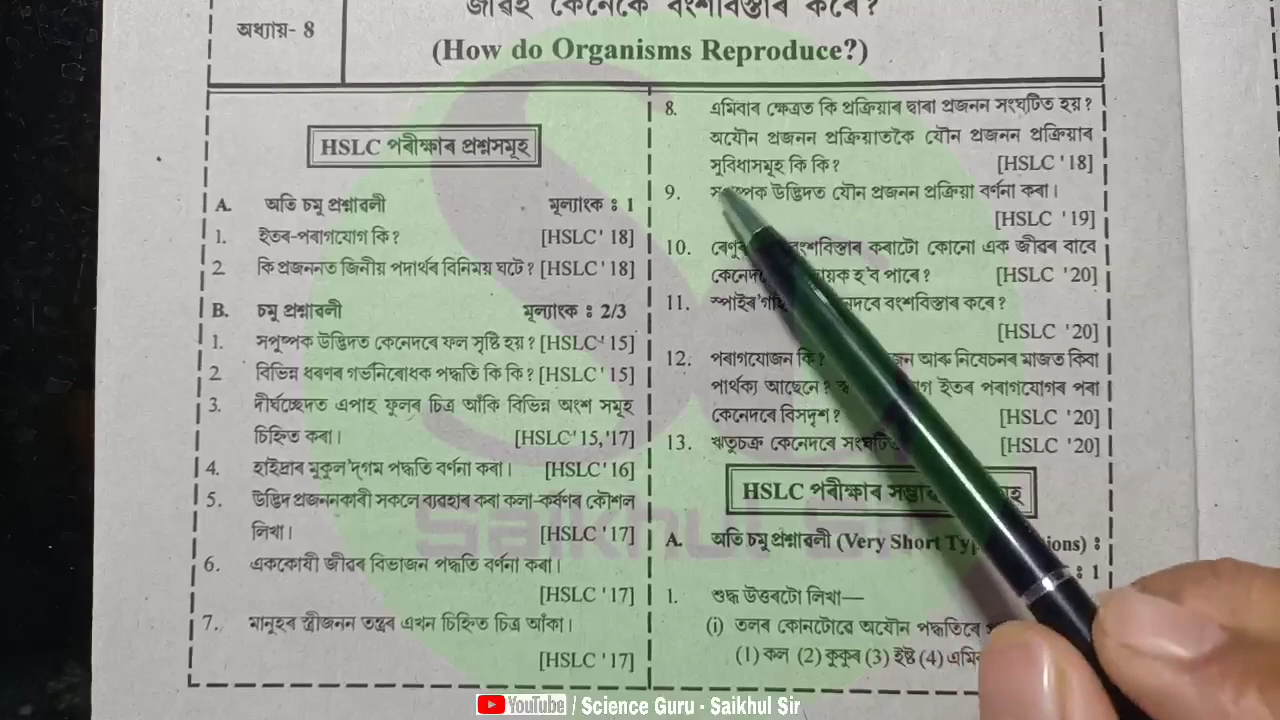 জীৱই কেনেকৈ বংশবিস্তাৰ কৰে?
অধ্যায়- 8
(How do Organisms Reproduce?)
HSLC পৰীক্ষাৰ প্ৰশ্নসমূহ
A. অতি চমু প্ৰশ্নাৱলী মূল্যাংক : 1
1. ইতৰ-পৰাগযোগ কি? [HSLC' 18]
2 কি প্ৰজননত জিনীয় পদাৰ্থৰ বিনিময় ঘটে? [HSLC' 18]
B. চমু প্ৰশ্নাৱলী মূল্যাংক : 2/3
1. সপুষ্পক উদ্ভিদত কেনেদৰে ফল সৃষ্টি হয়? [HSLC' 15]
2 বিভিন্ন ধৰণৰ গৰ্ভনিৰোধক পদ্ধতি কি কি? [HSLC' 15]
3. দীৰ্ঘচ্ছেদত এপাহ ফুলৰ চিত্ৰ আঁকি বিভিন্ন অংশ সমূহ
চিহ্নিত কৰা। [HSLC' 15,'17]
4. হাইড্ৰাৰ মুকুল'দ্গম পদ্ধতি বৰ্ণনা কৰা। [HSLC'16]
5. উদ্ভিদ প্ৰজননকাৰী সকলে ব্যৱহাৰ কৰা কলা-কৰ্ষণৰ কৌশল
লিখা। [HSLC '17]
6. এককোষী জীৱৰ বিভাজন পদ্ধতি বৰ্ণনা কৰা।
[HSLC '17]
7. মানুহৰ স্ত্ৰীজনন তন্ত্ৰৰ এখন চিহ্নিত চিত্ৰ আঁকা।
[HSLC '17]
8. এমিবাৰ ক্ষেত্ৰত কি প্ৰক্ৰিয়াৰ দ্বাৰা প্ৰজনন সংঘটিত হয়?
অযৌন প্ৰজনন প্ৰক্ৰিয়াতকৈ যৌন প্ৰজনন প্ৰক্ৰিয়াৰ
সুবিধাসমূহ কি কি? [HSLC '18]
9. উদ্ভিদত যৌন প্ৰজনন প্ৰক্ৰিয়া বৰ্ণনা কৰা।
[HSLC '19]
10. বংশবিস্তাৰ কৰাটো কোনো এক জীৱৰ বাবে
হ'ব পাৰে? [HSLC '20]
11. বংশবিস্তাৰ কৰে?
[HSLC '20]
12. পৰাগযোজন কি? আৰু নিষেচনৰ মাজত কিবা
পাৰ্থক্য আছেনে? ইতৰ পৰাগযোগৰ পৰা
কেনেদৰে বিসদৃশ? [HSLC '20]
13. ঋতুচক্ৰ কেনেদৰে [HSLC '20]
HSLC পৰীক্ষাৰ
A. অতি চমু প্ৰশ্নাৱলী (Very Short :
: 1
1. শুদ্ধ উত্তৰটো লিখা—
(i) তলৰ কোনটোৱে অযৌন পদ্ধতিৰে
(1) কল (2) কুকুৰ (3) ইষ্ট (4)
Saikhul Sir
YouTube / Science Guru - Saikhul Sir